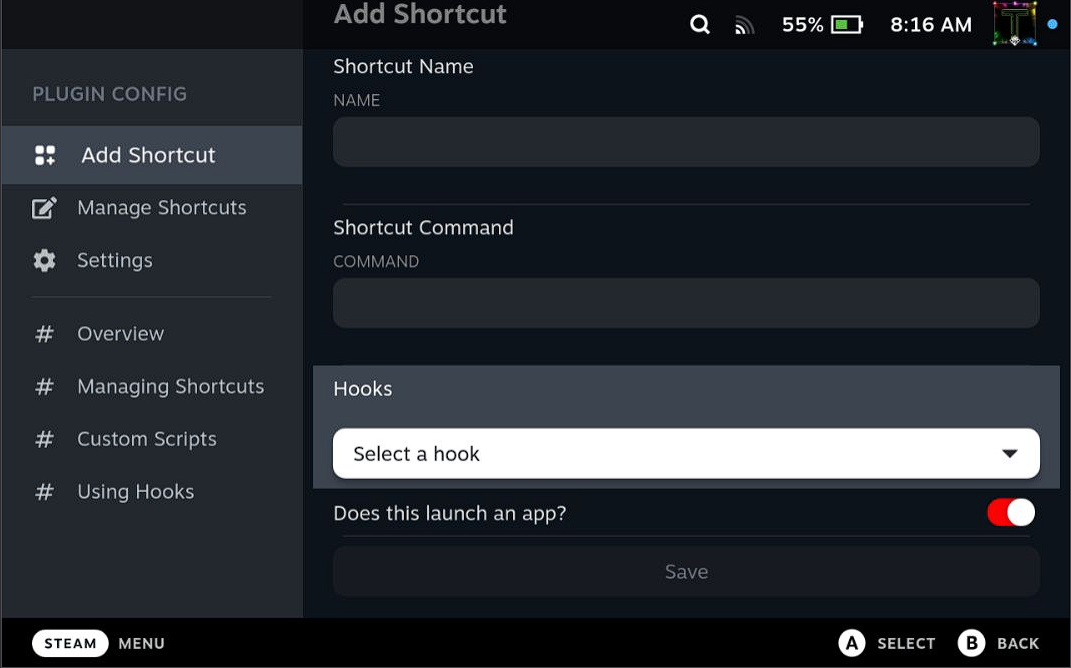 Add Shortcut
55%
8:16 AM
PLUGIN CONFIG
Add Shortcut
Manage Shortcuts
Settings
# Overview
# Managing Shortcuts
# Custom Scripts
# Using Hooks
Shortcut Name
NAME
Shortcut Command
COMMAND
Hooks
Select a hook
Does this launch an app?
Save
STEAM MENU
A SELECT B BACK